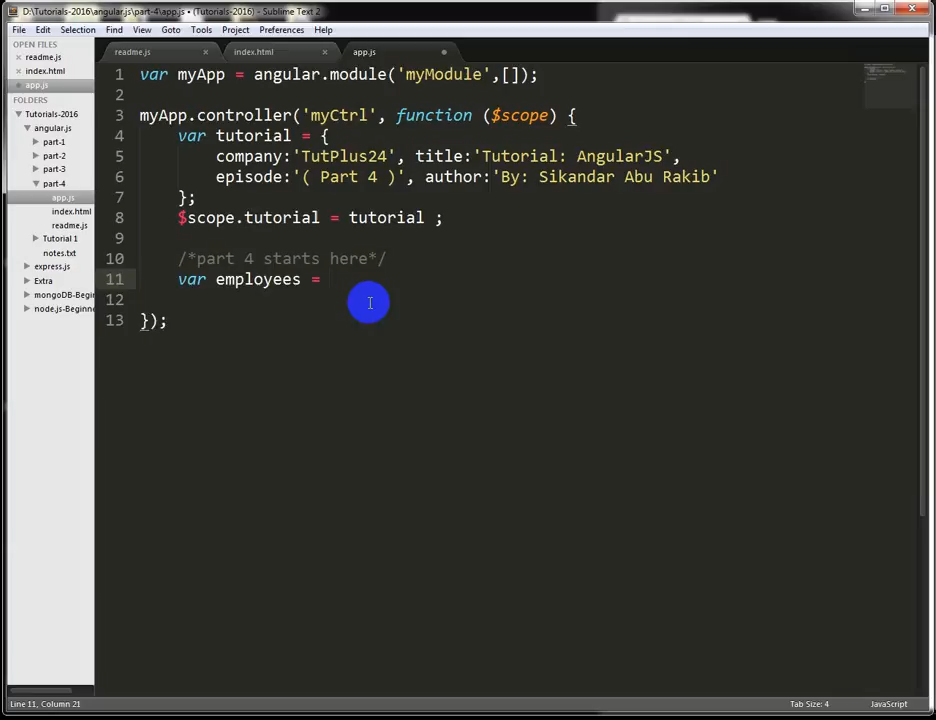 D:\Tutorials-2016\angular.js\part-4\app.js • (Tutorials-2016) - Sublime Text 2
File Edit Selection Find View Goto Tools Project Preferences Help
OPEN FILES
readme.js
index.html
app.js
FOLDERS
Tutorials-2016
angular.js
part-1
part-2
part-3
part-4
app.js
index.html
readme.js
Tutorial 1
notes.txt
express.js
Extra
mongoDB-Begin
node.js-Beginne
readme.js index.html app.js
1 var myApp = angular.module('myModule',[]);
2
3 myApp.controller('myCtrl', function ($scope) {
4 var tutorial = {
5 company:'TutPlus24', title:'Tutorial: AngularJS',
6 episode:'( Part 4 )', author:'By: Sikandar Abu Rakib'
7 };
8 $scope.tutorial = tutorial ;
9
10 /*part 4 starts here*/
11 var employees =
12
13 });
Line 11, Column 21 Tab Size: 4 JavaScript